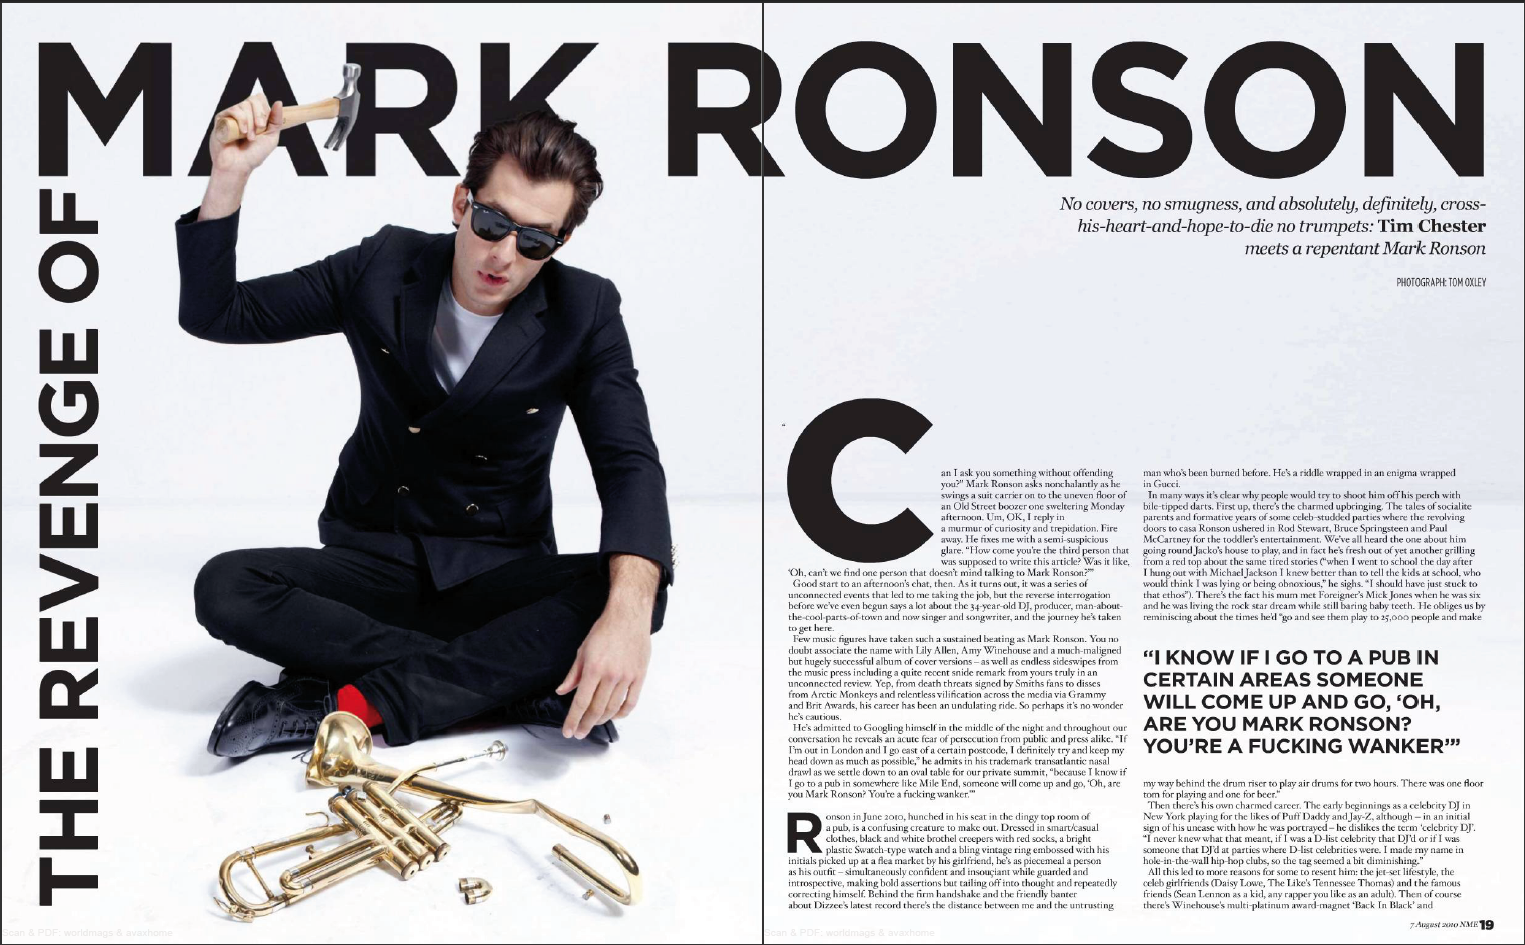 THE REVENGE OF
MARK RONSON
No covers, no smugness, and absolutely, definitely, cross-
his-heart-and-hope-to-die no trumpets: Tim Chester
meets a repentant Mark Ronson
PHOTOGRAPH: TOM OXLEY
“
C
an I ask you something without offending
you?” Mark Ronson asks nonchalantly as he
swings a suit carrier on to the uneven floor of
an Old Street boozer one sweltering Monday
afternoon. Um, OK, I reply in
a murmur of curiosity and trepidation. Fire
away. He fixes me with a semi-suspicious
glare. “How come you’re the third person that
was supposed to write this article? Was it like,
‘Oh, can’t we find one person that doesn’t mind talking to Mark Ronson?’”
Good start to an afternoon’s chat, then. As it turns out, it was a series of
unconnected events that led to me taking the job, but the reverse interrogation
before we’ve even begun says a lot about the 34-year-old DJ, producer, man-about-
the-cool-parts-of-town and now singer and songwriter, and the journey he’s taken
to get here.
Few music figures have taken such a sustained beating as Mark Ronson. You no
doubt associate the name with Lily Allen, Amy Winehouse and a much-maligned
but hugely successful album of cover versions – as well as endless sideswipes from
the music press including a quite recent snide remark from yours truly in an
unconnected review. Yep, from death threats signed by Smiths fans to disses
from Arctic Monkeys and relentless vilification across the media via Grammy
and Brit Awards, his career has been an undulating ride. So perhaps it’s no wonder
he’s cautious.
He’s admitted to Googling himself in the middle of the night and throughout our
conversation he reveals an acute fear of persecution from public and press alike. “If
I’m out in London and I go east of a certain postcode, I definitely try and keep my
head down as much as possible,” he admits in his trademark transatlantic nasal
drawl as we settle down to an oval table for our private summit, “because I know if
I go to a pub in somewhere like Mile End, someone will come up and go, ‘Oh, are
you Mark Ronson? You’re a fucking wanker.’”
R
onson in June 2010, hunched in his seat in the dingy top room of
a pub, is a confusing creature to make out. Dressed in smart/casual
clothes, black and white brothel creepers with red socks, a bright
plastic Swatch-type watch and a bling vintage ring embossed with his
initials picked up at a flea market by his girlfriend, he’s as piecemeal a person
as his outfit – simultaneously confident and insouciant while guarded and
introspective, making bold assertions but tailing off into thought and repeatedly
correcting himself. Behind the firm handshake and the friendly banter
about Dizzee’s latest record there’s the distance between me and the untrusting
man who’s been burned before. He’s a riddle wrapped in an enigma wrapped
in Gucci.
In many ways it’s clear why people would try to shoot him off his perch with
bile-tipped darts. First up, there’s the charmed upbringing. The tales of socialite
parents and formative years of some celeb-studded parties where the revolving
doors to casa Ronson ushered in Rod Stewart, Bruce Springsteen and Paul
McCartney for the toddler’s entertainment. We’ve all heard the one about him
going round Jacko’s house to play, and in fact he’s fresh out of yet another grilling
from a red top about the same tired stories (“when I went to school the day after
I hung out with Michael Jackson I knew better than to tell the kids at school, who
would think I was lying or being obnoxious,” he sighs. “I should have just stuck to
that ethos”). There’s the fact his mum met Foreigner’s Mick Jones when he was six
and he was living the rock star dream while still baring baby teeth. He obliges us by
reminiscing about the times he’d “go and see them play to 25,000 people and make
“I KNOW IF I GO TO A PUB IN
CERTAIN AREAS SOMEONE
WILL COME UP AND GO, ‘OH,
ARE YOU MARK RONSON?
YOU’RE A FUCKING WANKER’”
my way behind the drum riser to play air drums for two hours. There was one floor
tom for playing and one for beer.”
Then there’s his own charmed career. The early beginnings as a celebrity DJ in
New York playing for the likes of Puff Daddy and Jay-Z, although – in an initial
sign of his unease with how he was portrayed – he dislikes the term ‘celebrity DJ’.
“I never knew what that meant, if I was a D-list celebrity that DJ’d or if I was
someone that DJ’d at parties where D-list celebrities were. I made my name in
hole-in-the-wall hip-hop clubs, so the tag seemed a bit diminishing.”
All this led to more reasons for some to resent him: the jet-set lifestyle, the
celeb girlfriends (Daisy Lowe, The Like’s Tennessee Thomas) and the famous
friends (Sean Lennon as a kid, any rapper you like as an adult). Then of course
there’s Winehouse’s multi-platinum award-magnet ‘Back In Black’ and
7 August 2010 NME 19
Scan & PDF: worldmags & avaxhome
Scan & PDF: worldmags & avaxhome